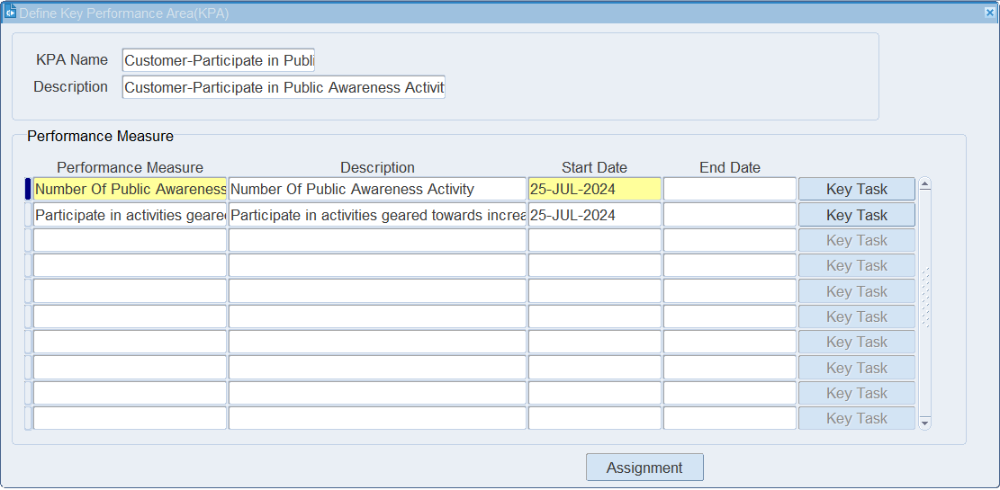 Define Key Performance Area(KPA)
KPA Name Customer-Participate in Publi
Description Customer-Participate in Public Awareness Activit
Performance Measure
Performance Measure Description Start Date End Date
Number Of Public Awareness Number Of Public Awareness Activity 25-JUL-2024 Key Task
Participate in activities geared Participate in activities geared towards increa 25-JUL-2024 Key Task
Key Task
Key Task
Key Task
Key Task
Key Task
Key Task
Key Task
Key Task
Assignment